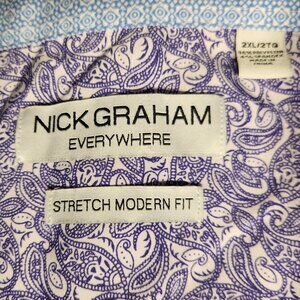 2XL/2TG
NICK GRAHAM
EVERYWHERE
STRETCH MODERN FIT